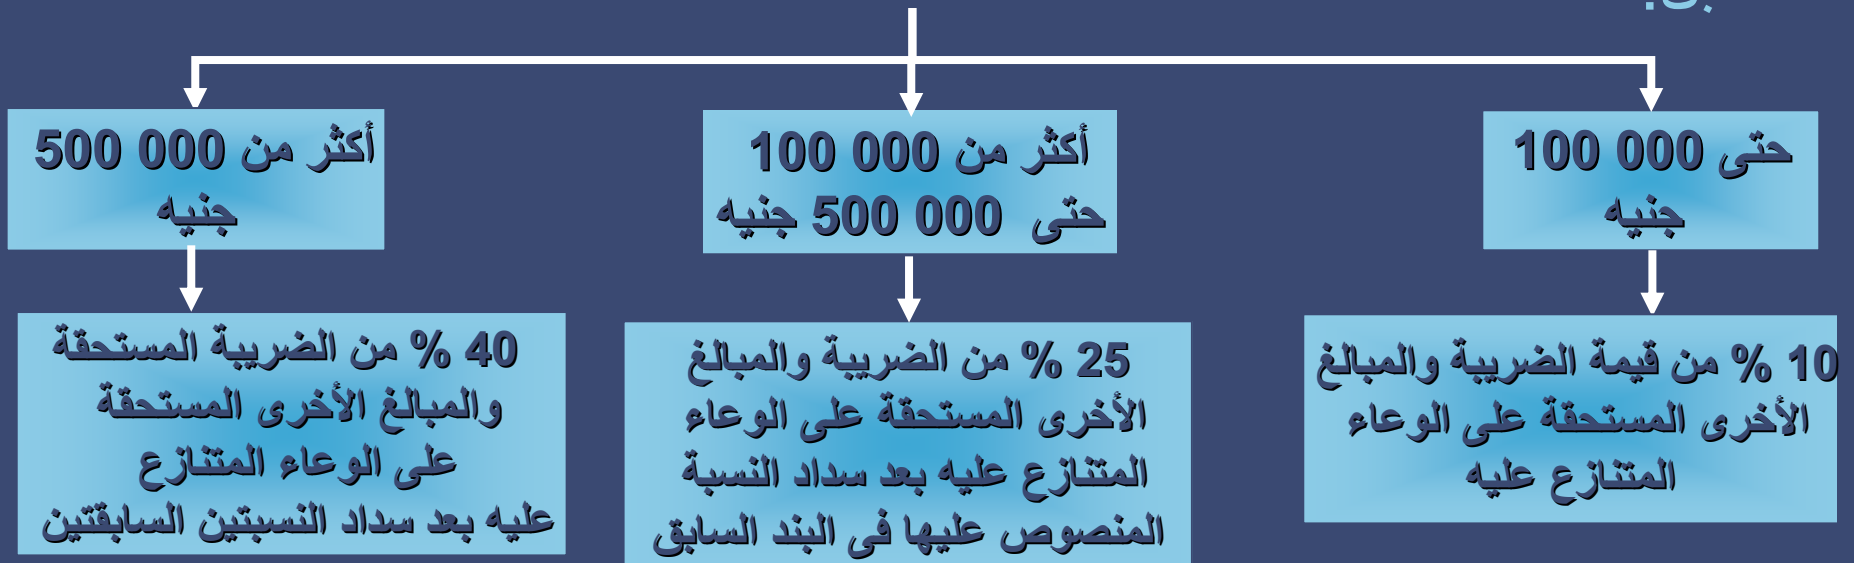 حتى 000 100
جنيه
أكثر من 000 100
حتى 000 500 جنيه
أكثر من 000 500
جنيه
10 % من قيمة الضريبة والمبالغ
الأخرى المستحقة على الوعاء
المتنازع عليه
25 % من الضريبة والمبالغ
الأخرى المستحقة على الوعاء
المتنازع عليه بعد سداد النسبة
المنصوص عليها فى البند السابق
40 % من الضريبة المستحقة
والمبالغ الأخرى المستحقة
على الوعاء المتنازع
عليه بعد سداد النسبتين السابقتين